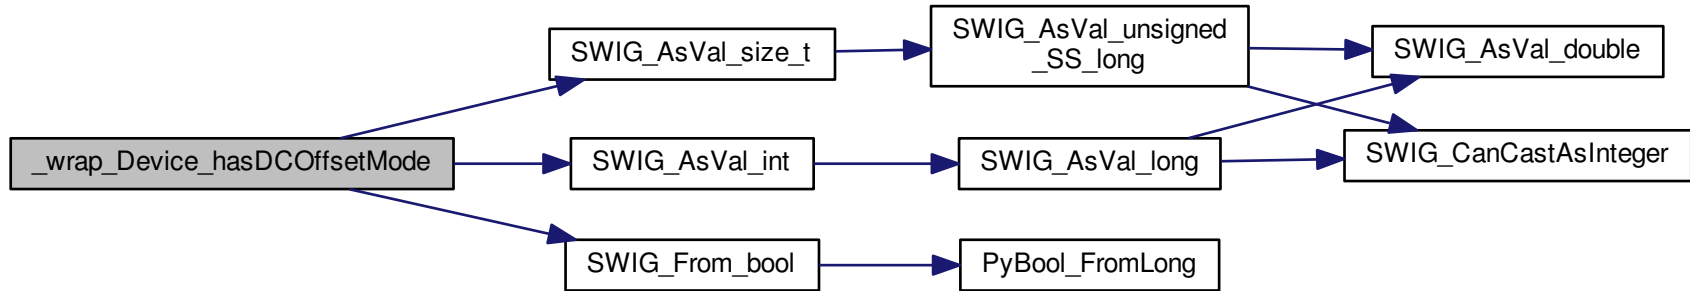 _wrap_Device_hasDCOffsetMode
SWIG_AsVal_size_t
SWIG_AsVal_unsigned
_SS_long
SWIG_AsVal_double
SWIG_CanCastAsInteger
SWIG_AsVal_int
SWIG_AsVal_long
SWIG_From_bool
PyBool_FromLong